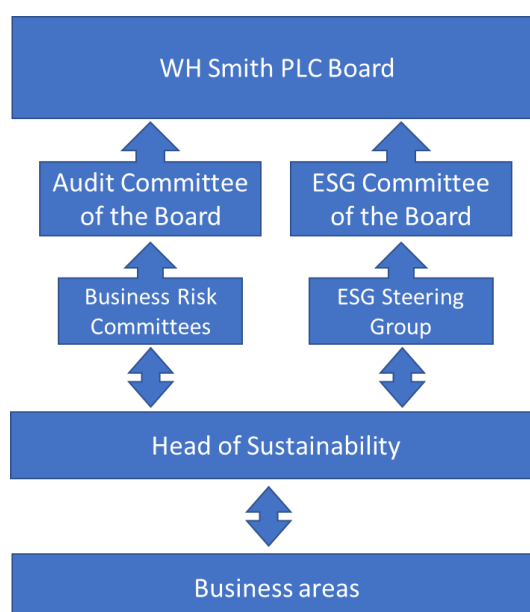 WH Smith PLC Board
Audit Committee
of the Board
ESG Committee
of the Board
Business Risk
Committees
ESG Steering
Group
Head of Sustainability
Business areas